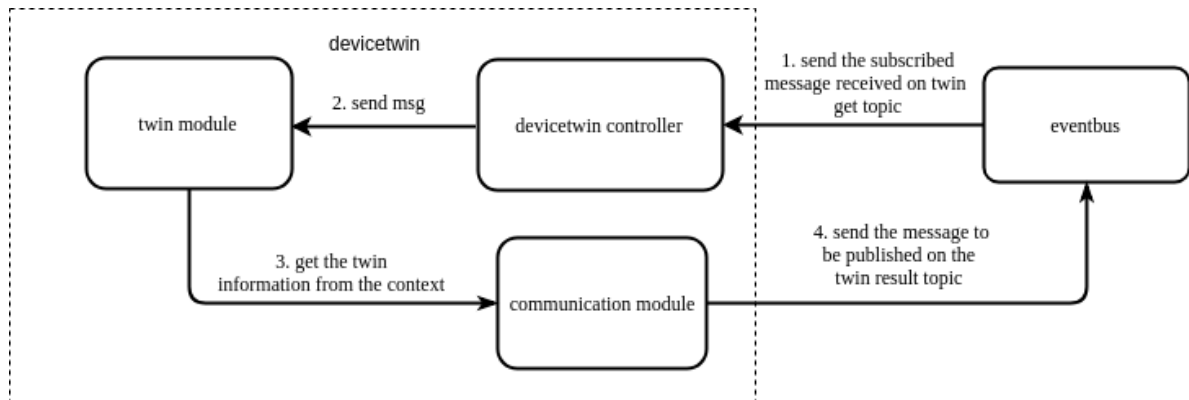 devicetwin
1. send the subscribed
message received on twin
get topic
2. send msg
twin module
devicetwin controller
eventbus
4. send the message to
be published on the
twin result topic
3. get the twin
information from the context
communication module